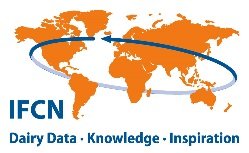 IFCN
Dairy Data · Knowledge · Inspiration